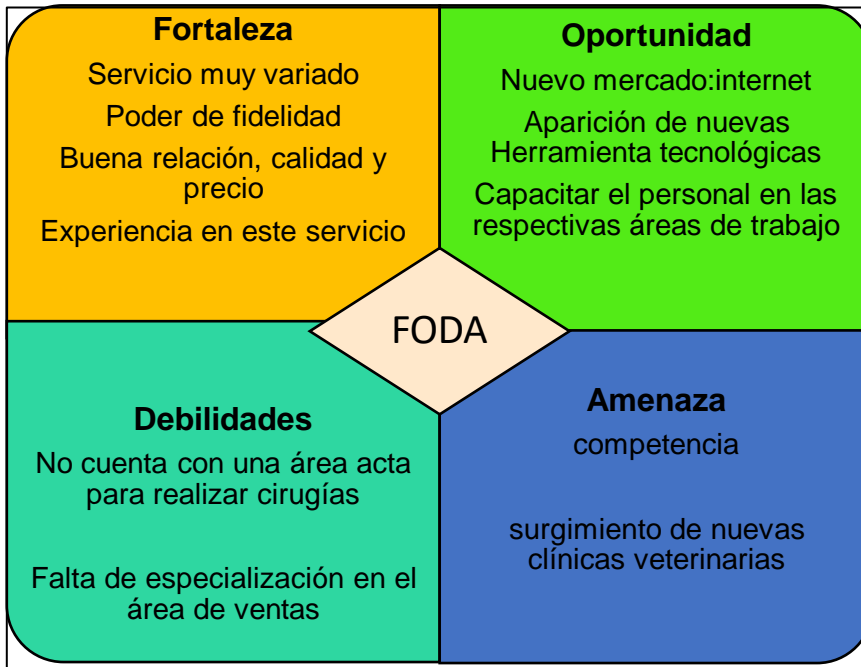 Fortaleza
Servicio muy variado
Poder de fidelidad
Buena relación, calidad y
precio
Experiencia en este servicio
Oportunidad
Nuevo mercado:internet
Aparición de nuevas
Herramienta tecnológicas
Capacitar el personal en las
respectivas áreas de trabajo
FODA
Debilidades
No cuenta con una área acta
para realizar cirugías
Falta de especialización en el
área de ventas
Amenaza
competencia
surgimiento de nuevas
clínicas veterinarias